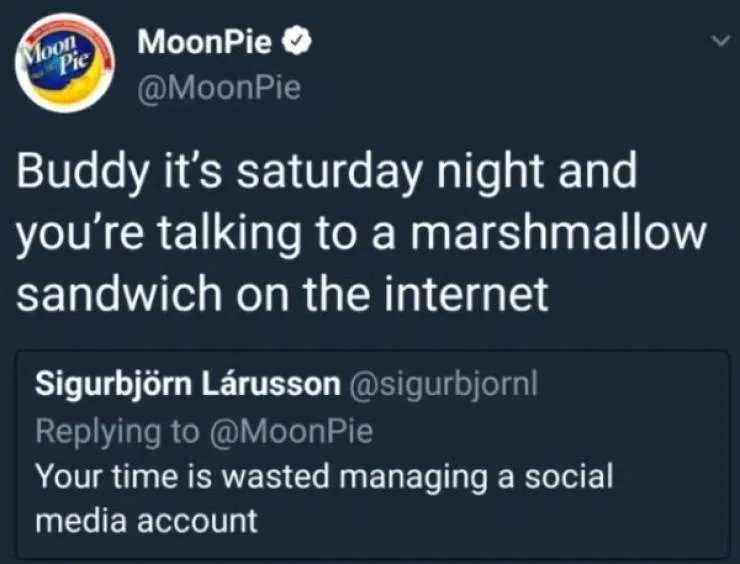 Moon
Pie
MoonPie
@MoonPie
Buddy it's saturday night and
you're talking to a marshmallow
sandwich on the internet
Sigurbjörn Lárusson @sigurbjornl
Replying to @MoonPie
Your time is wasted managing a social
media account